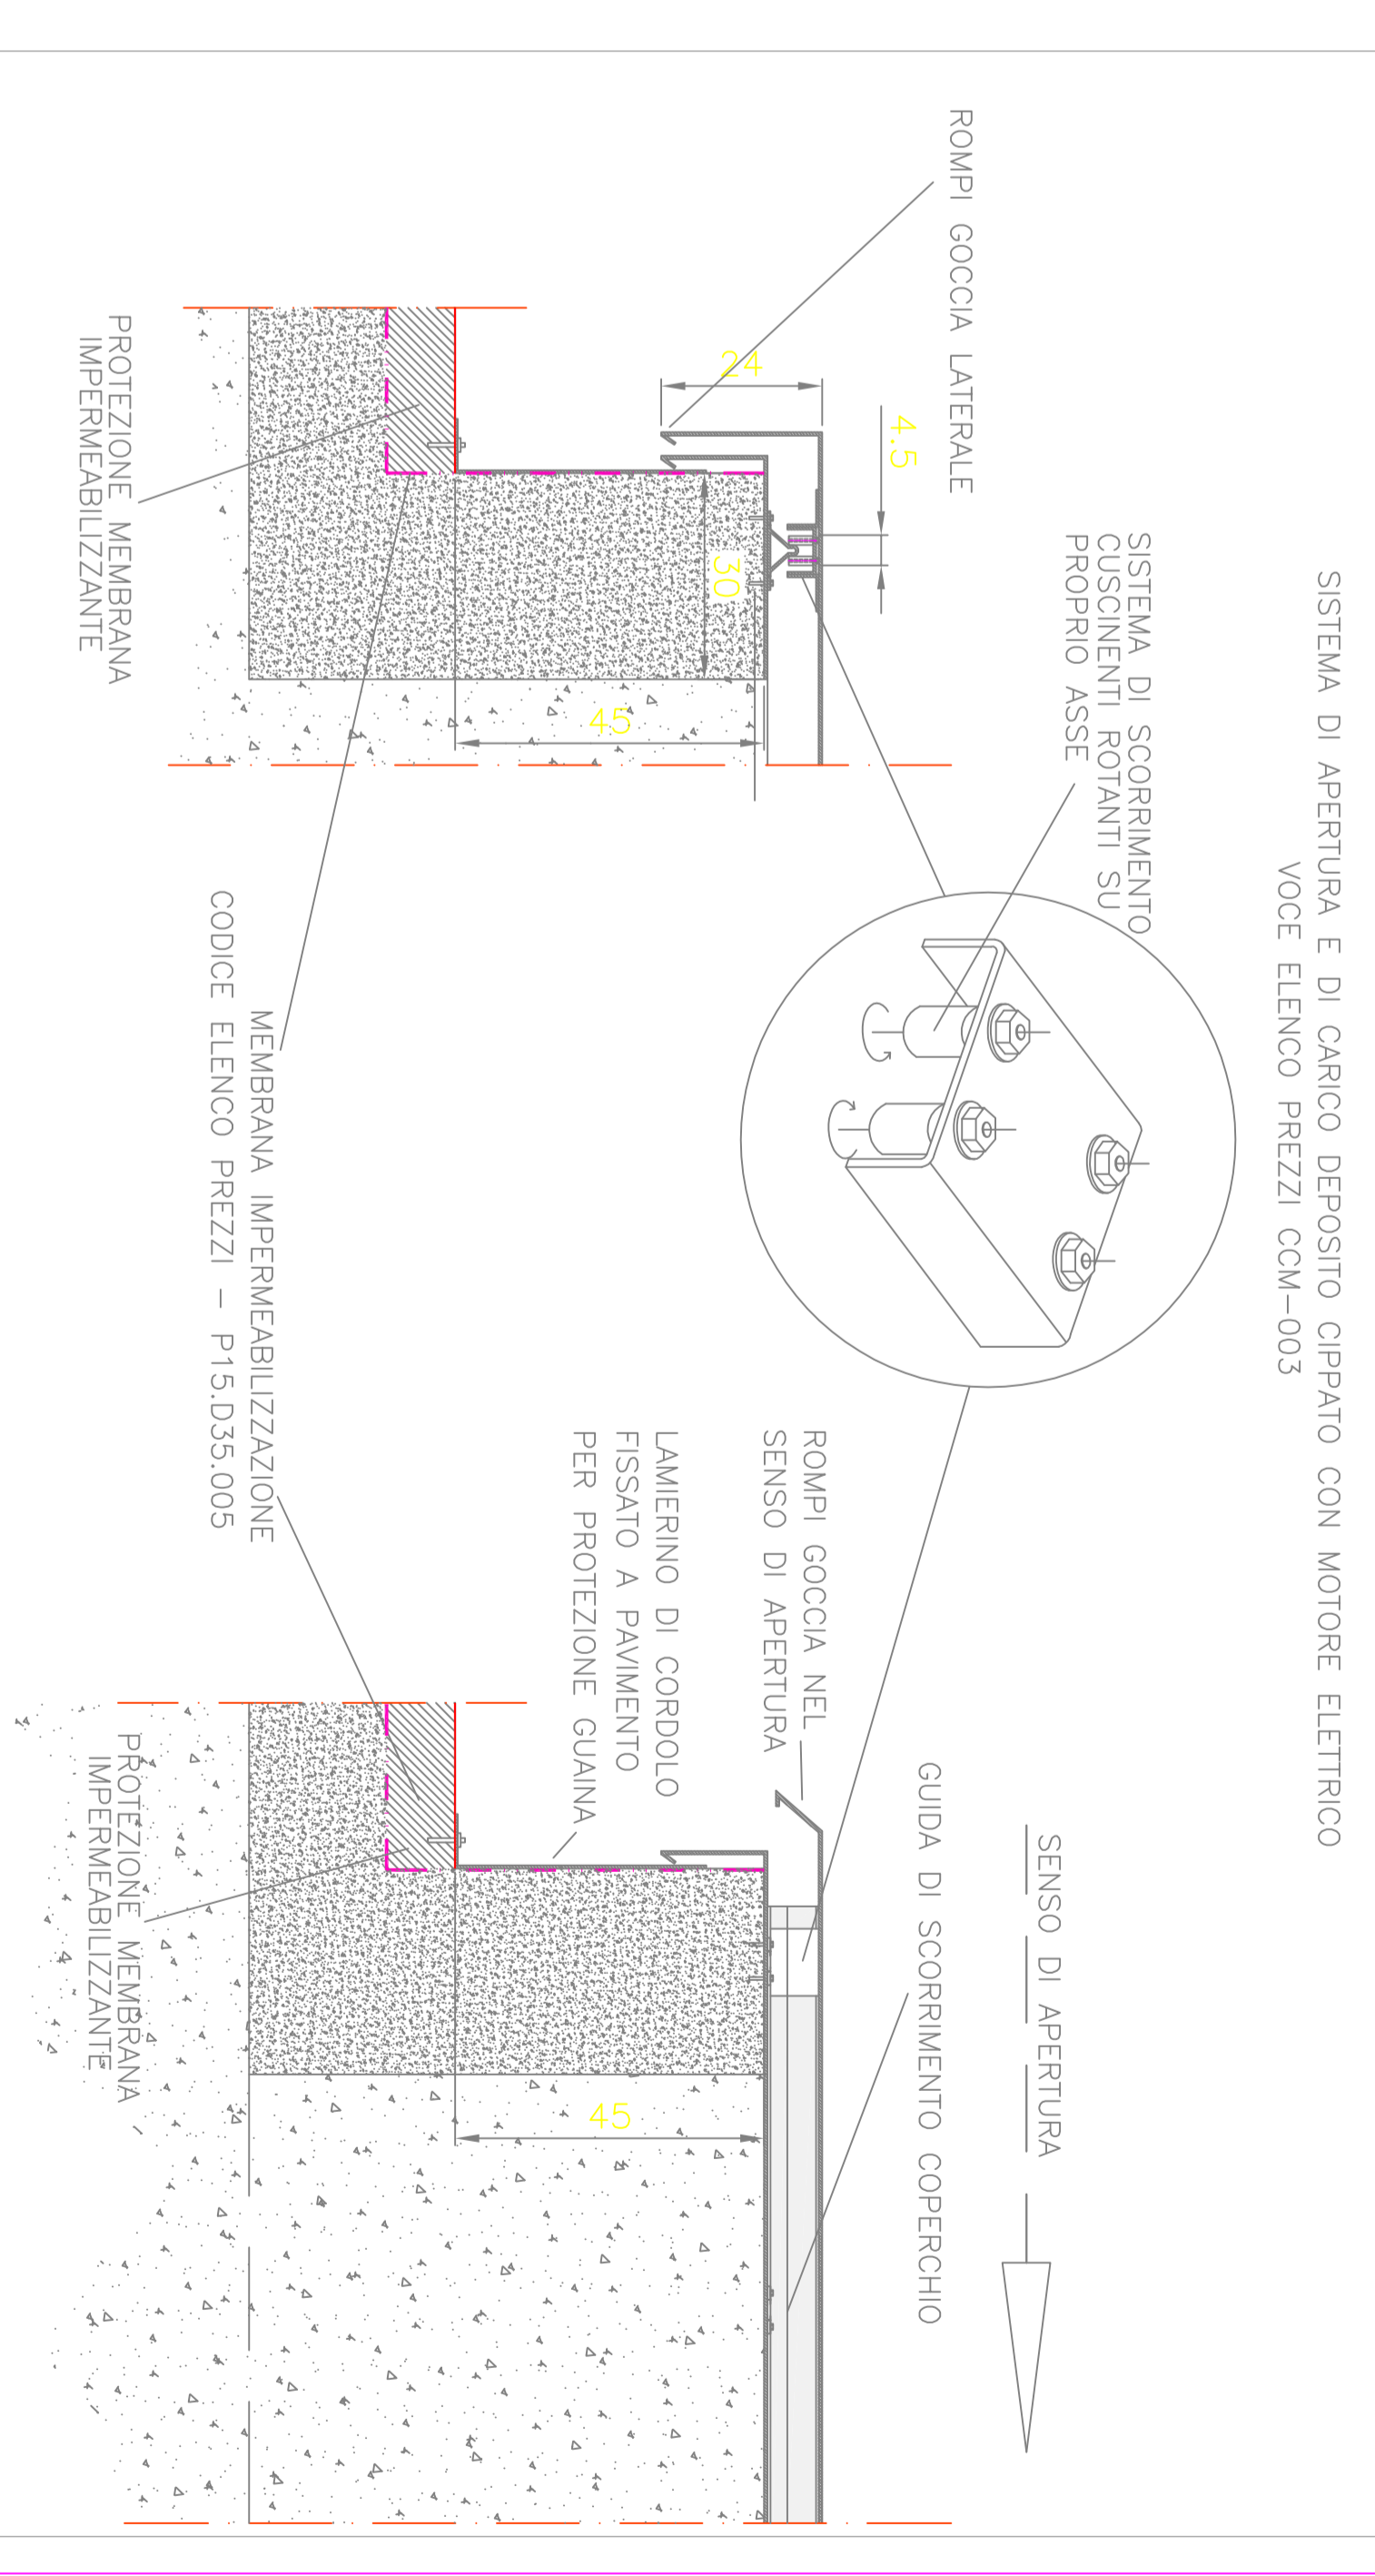 SISTEMA DI APERTURA E DI CARICO DEPOSITO CIPPATO CON MOTORE ELETTRICO
VOCE ELENCO PREZZI CCM-003
SISTEMA DI SCORRIMENTO
CUSCINENTI ROTANTI SU
PROPRIO ASSE
ROMPI GOCCIA LATERALE
24
4.5
30
45
PROTEZIONE MEMBRANA
IMPERMEABILIZZANTE
MEMBRANA IMPERMEABILIZZAZIONE
CODICE ELENCO PREZZI - P15.D35.005
SENSO DI APERTURA
GUIDA DI SCORRIMENTO COPERCHIO
ROMPI GOCCIA NEL
SENSO DI APERTURA
LAMIERINO DI CORDOLO
FISSATO A PAVIMENTO
PER PROTEZIONE GUAINA
45
PROTEZIONE MEMBRANA
IMPERMEABILIZZANTE